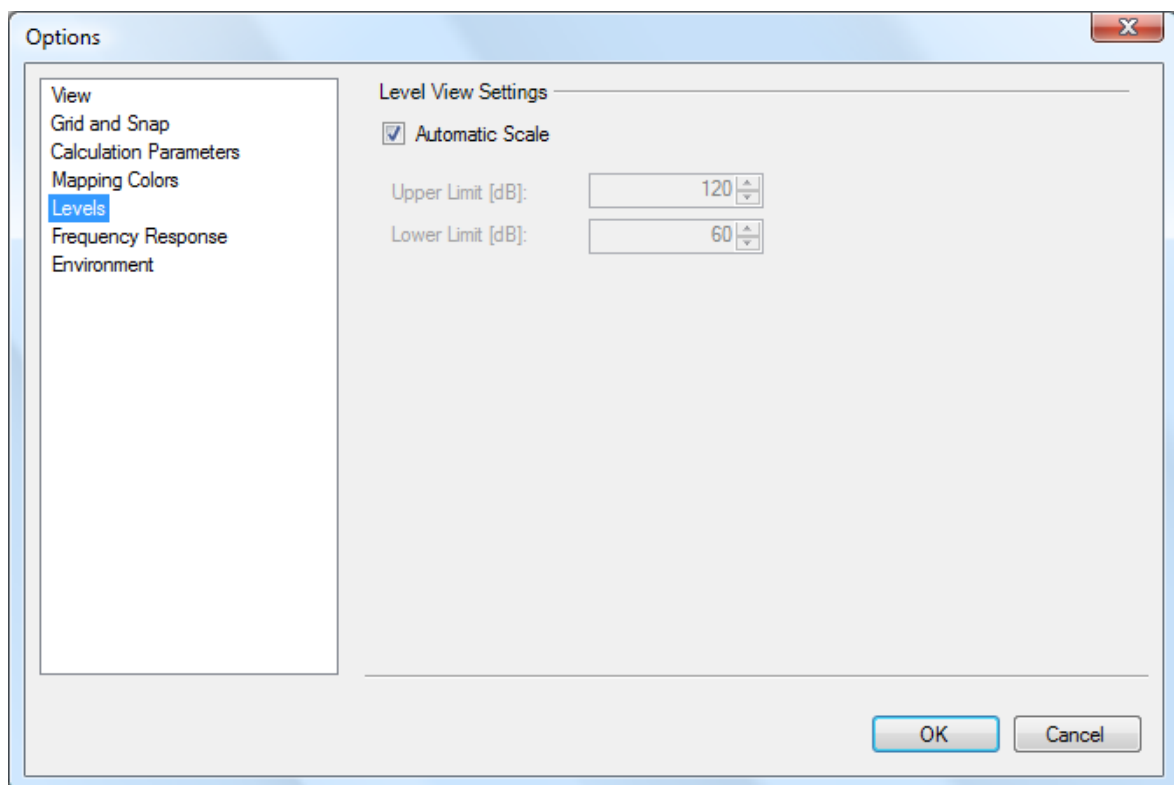 Options
View
Grid and Snap
Calculation Parameters
Mapping Colors
Levels
Frequency Response
Environment
Level View Settings
Automatic Scale
Upper Limit [dB]: 120
Lower Limit [dB]: 60
OK Cancel